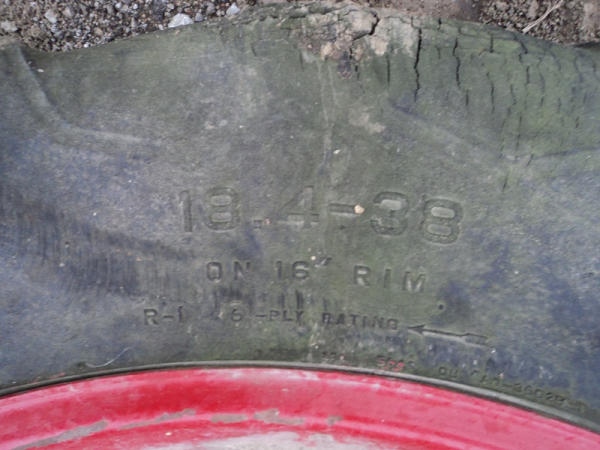 18.4-38
ON 16" RIM
R-1 6-PLY RATING